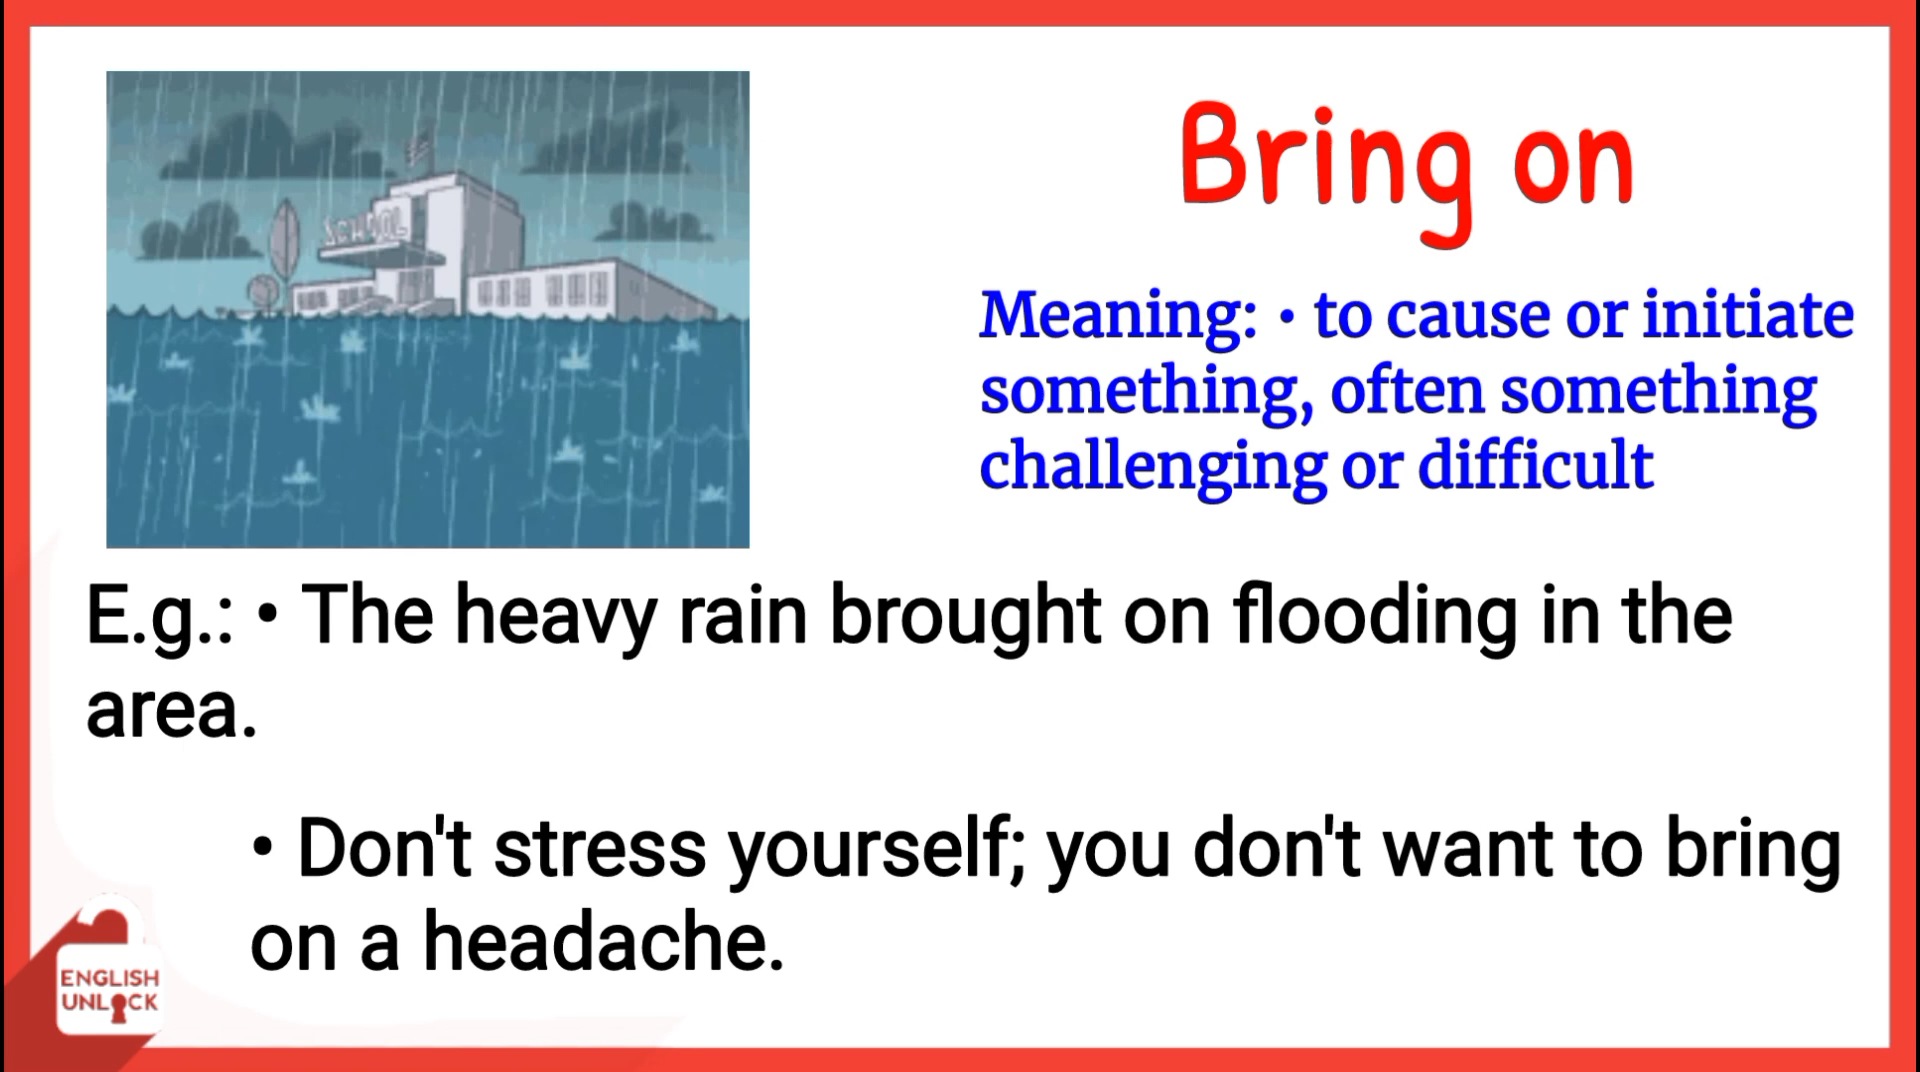 SCHOOL
Bring on
Meaning: • to cause or initiate
something, often something
challenging or difficult
E.g.: • The heavy rain brought on flooding in the
area.
• Don't stress yourself; you don't want to bring
on a headache.
ENGLISH
UNLOCK